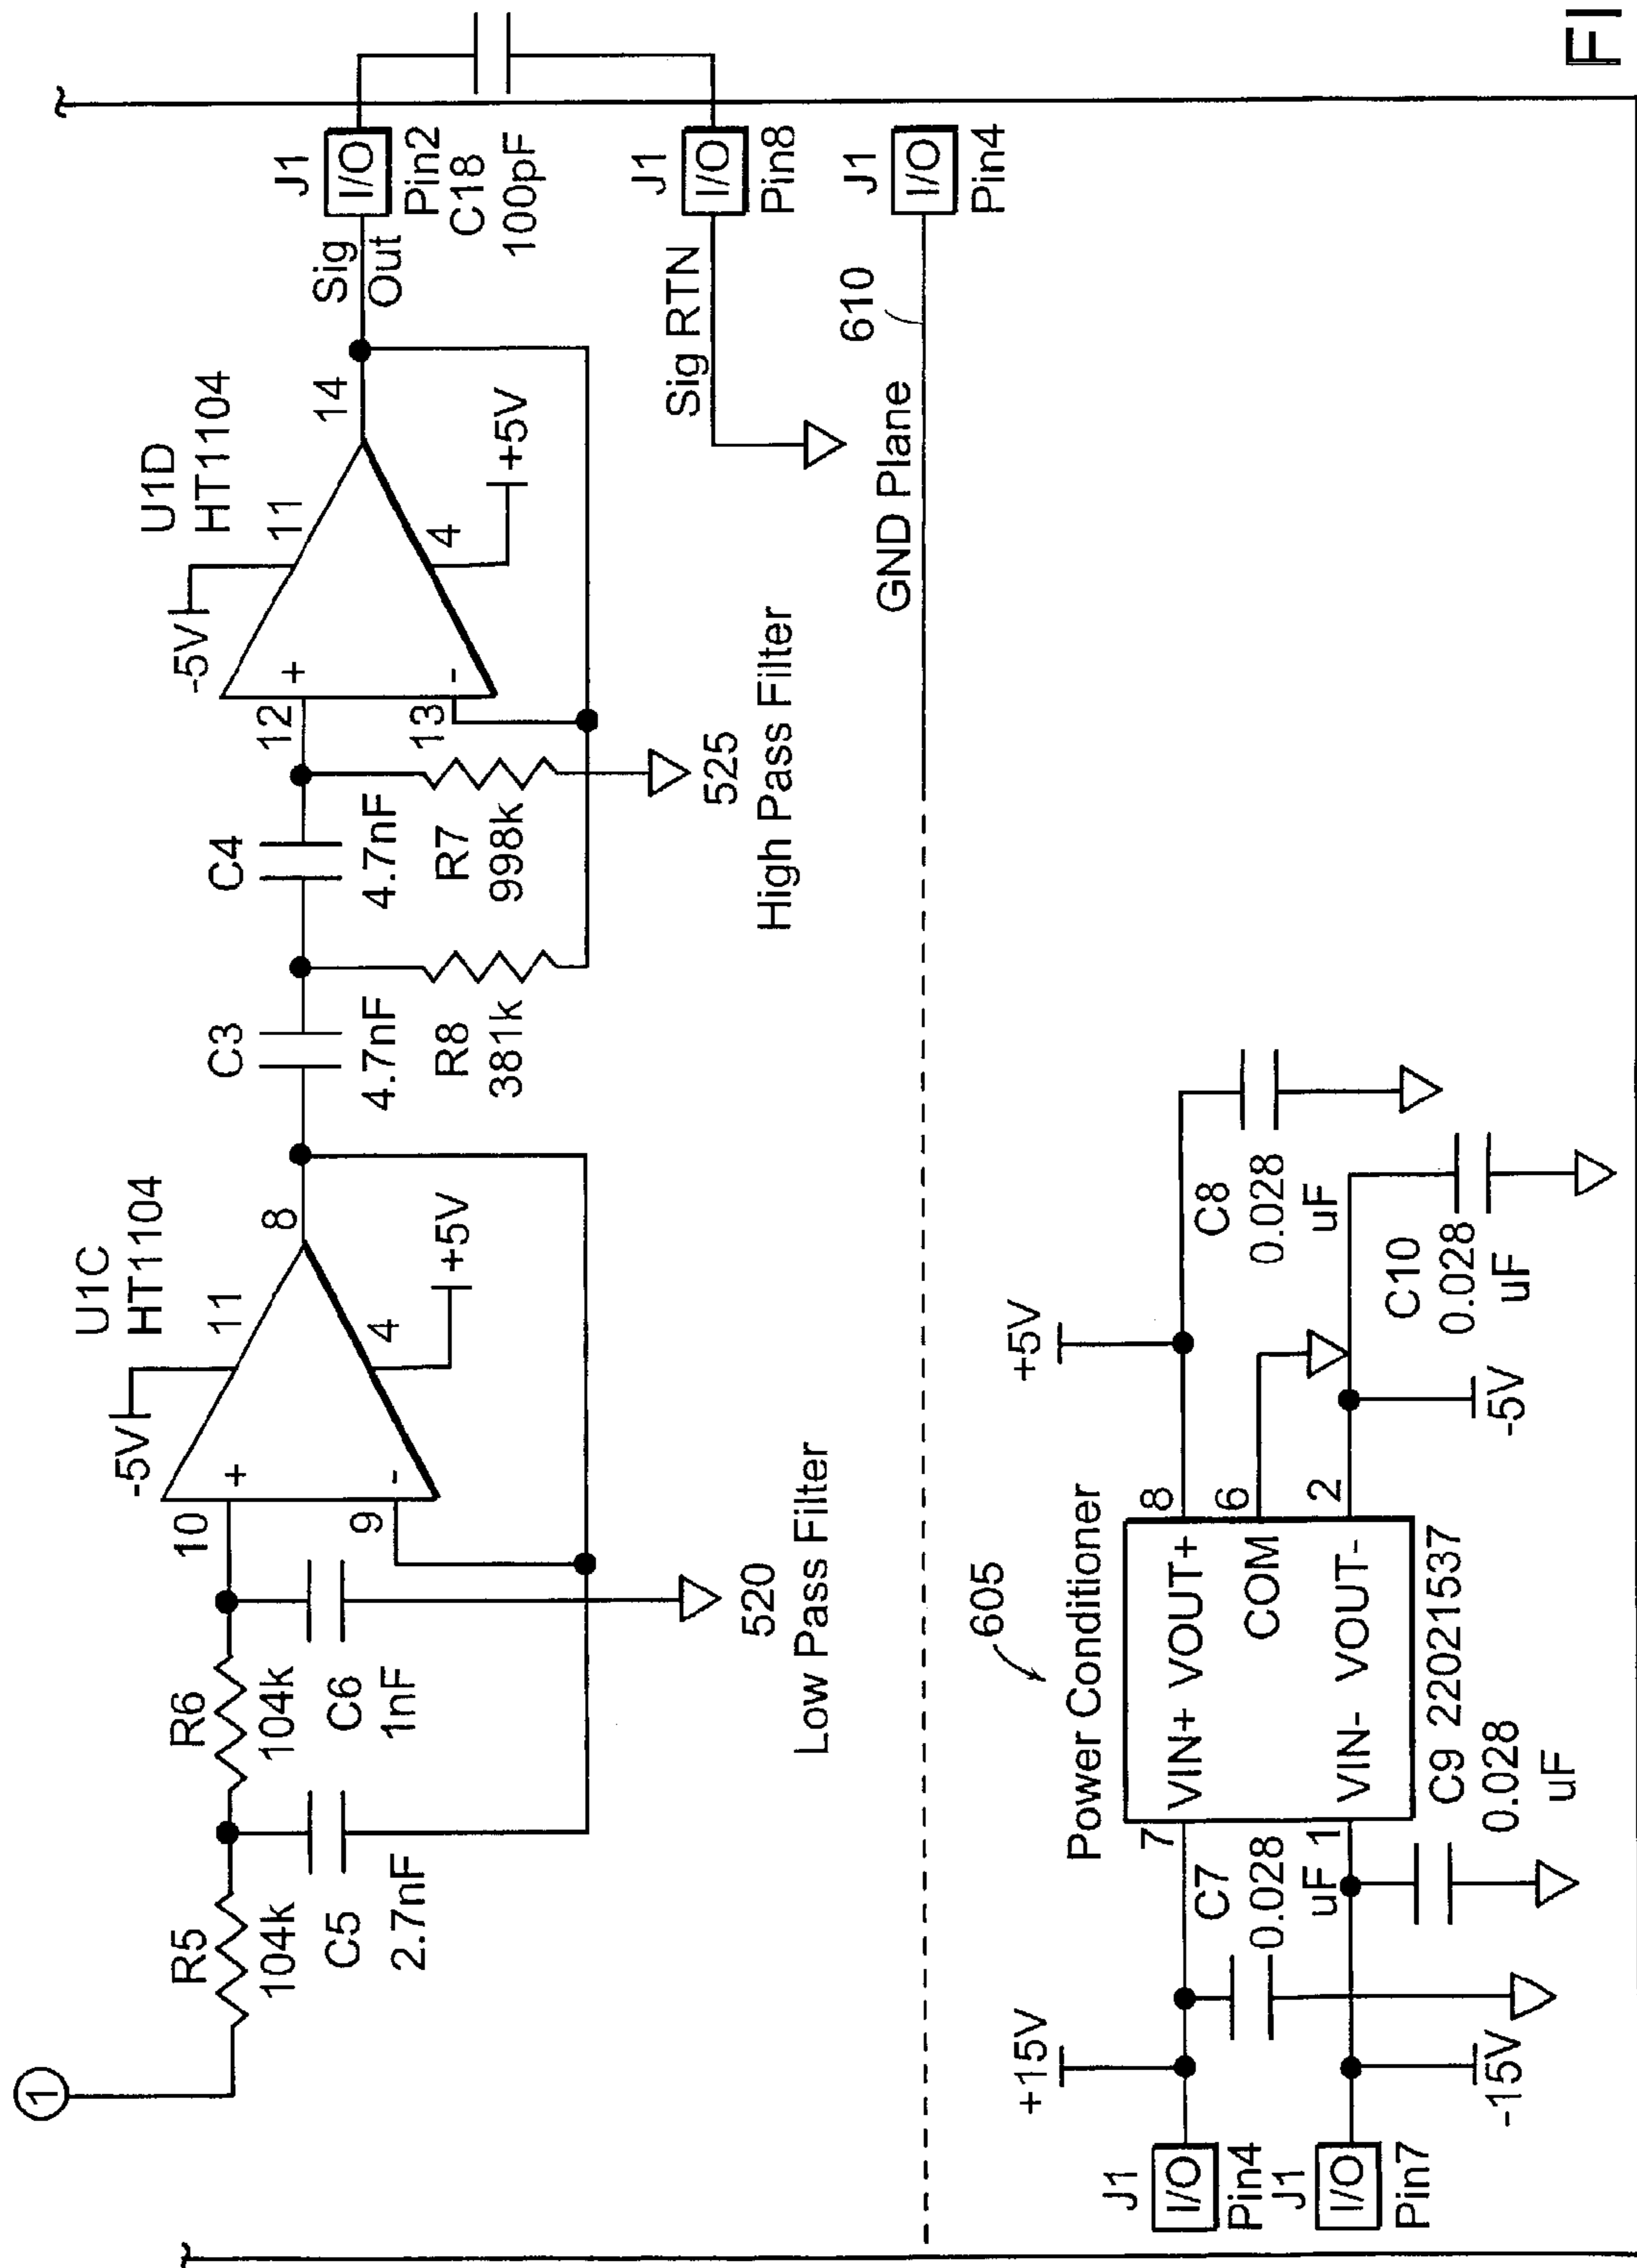 1
R5
104k
R6
104k
C5
2.7nF
C6
1nF
10
9
+
-
-5V
11
U1C
HT1104
4
+5V
8
520
Low Pass Filter
C3
4.7nF
C4
4.7nF
R8
381k
R7
998k
12
13
+
-
-5V
11
U1D
HT1104
4
+5V
14
525
High Pass Filter
Sig
Out
J1
I/O
Pin2
C18
100pF
Sig RTN
J1
I/O
Pin8
GND Plane
610
J1
I/O
Pin4
+15V
J1
I/O
Pin4
J1
I/O
Pin7
-15V
C7
0.028
uF
7
1
605
Power Conditioner
VIN+ VOUT+
COM
VIN- VOUT-
C9 22021537
0.028
uF
8
6
2
+5V
-5V
C8
0.028
uF
C10
0.028
uF
FI